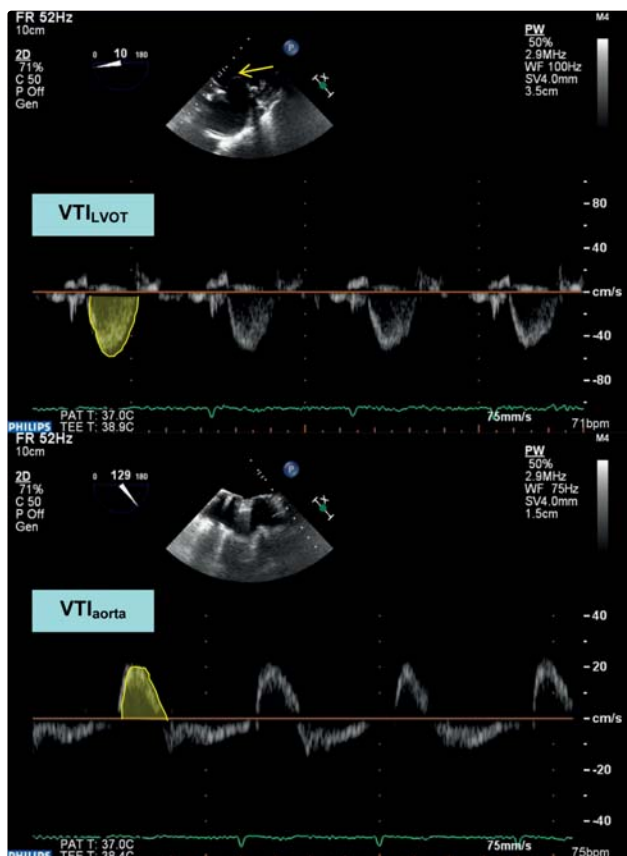 FR 52Hz
10cm
M4
2D
71%
C 50
P Off
Gen
0 10 180
P
PW
50%
2.9MHz
WF 100Hz
SV4.0mm
3.5cm
VTILVOT
80
40
cm/s
-40
-80
PAT T: 37.0C
TEE T: 38.9C
75mm/s
71bpm
PHILIPS
FR 52Hz
10cm
M4
2D
71%
C 50
P Off
Gen
0 129 180
P
PW
50%
2.9MHz
WF 75Hz
SV4.0mm
1.5cm
VTIaorta
40
20
cm/s
-20
-40
PAT T: 37.0C
TEE T: 38.4C
75mm/s
75bpm
PHILIPS